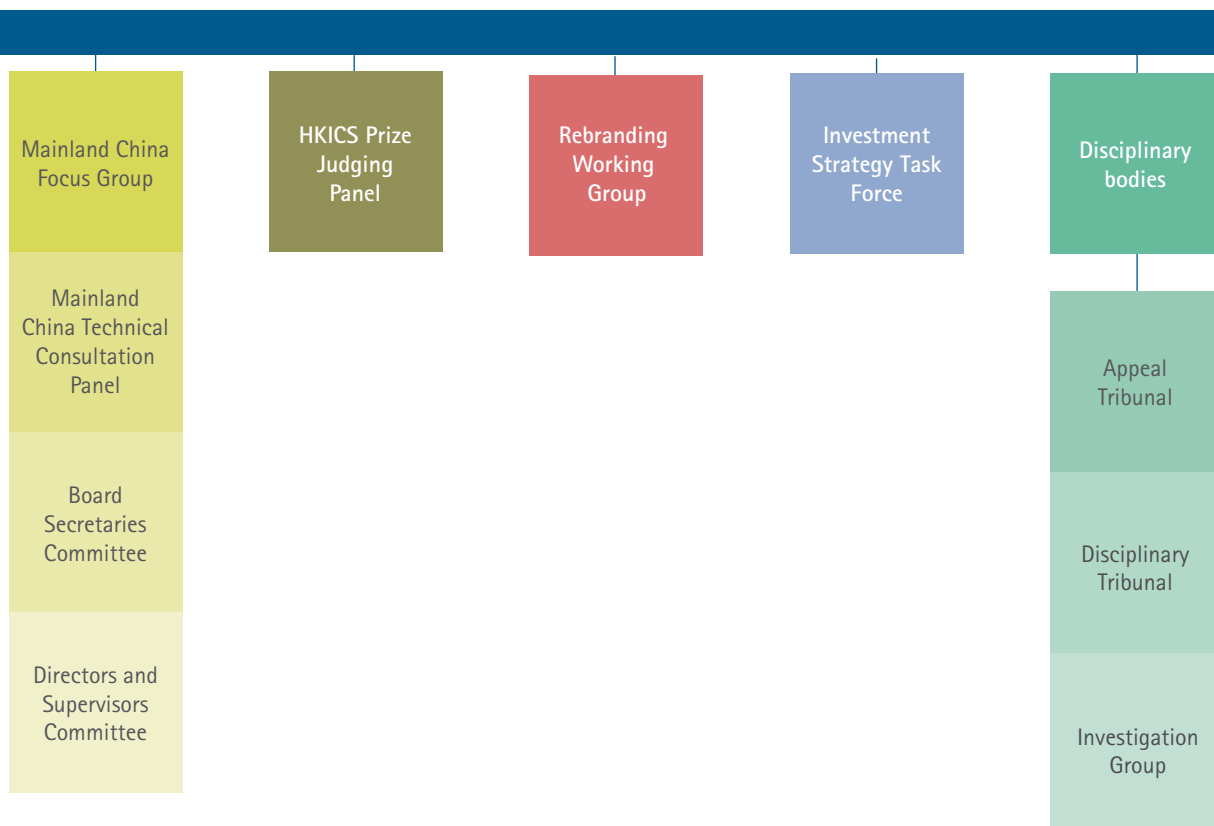 Mainland China
Focus Group
HKICS Prize
Judging
Panel
Rebranding
Working
Group
Investment
Strategy Task
Force
Disciplinary
bodies
Mainland
China Technical
Consultation
Panel
Board
Secretaries
Committee
Directors and
Supervisors
Committee
Appeal
Tribunal
Disciplinary
Tribunal
Investigation
Group